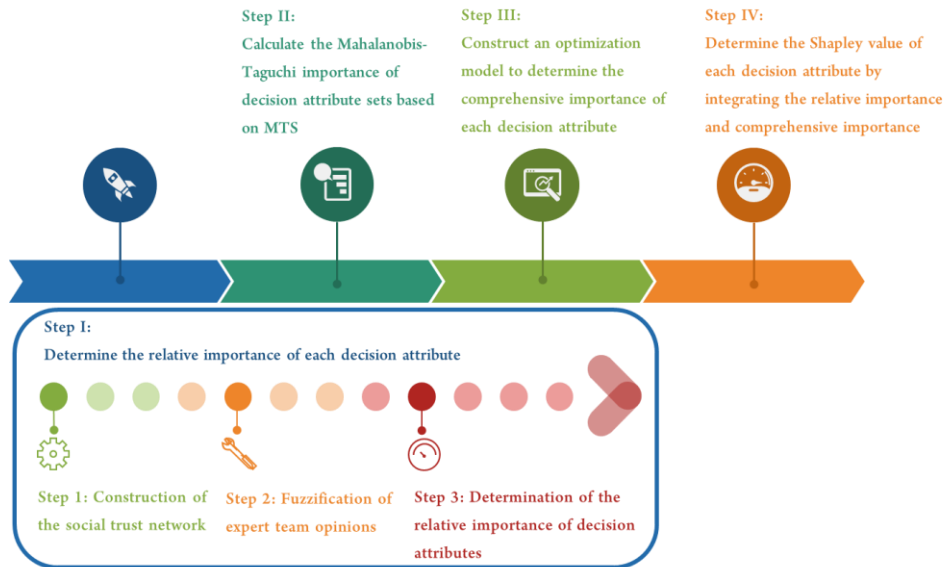 Step II:
Calculate the Mahalanobis-
Taguchi importance of
decision attribute sets based
on MTS
Step III:
Construct an optimization
model to determine the
comprehensive importance of
each decision attribute
Step IV:
Determine the Shapley value of
each decision attribute by
integrating the relative importance
and comprehensive importance
Step I:
Determine the relative importance of each decision attribute
Step 1: Construction of
the social trust network
Step 2: Fuzzification of
expert team opinions
Step 3: Determination of the
relative importance of decision
attributes